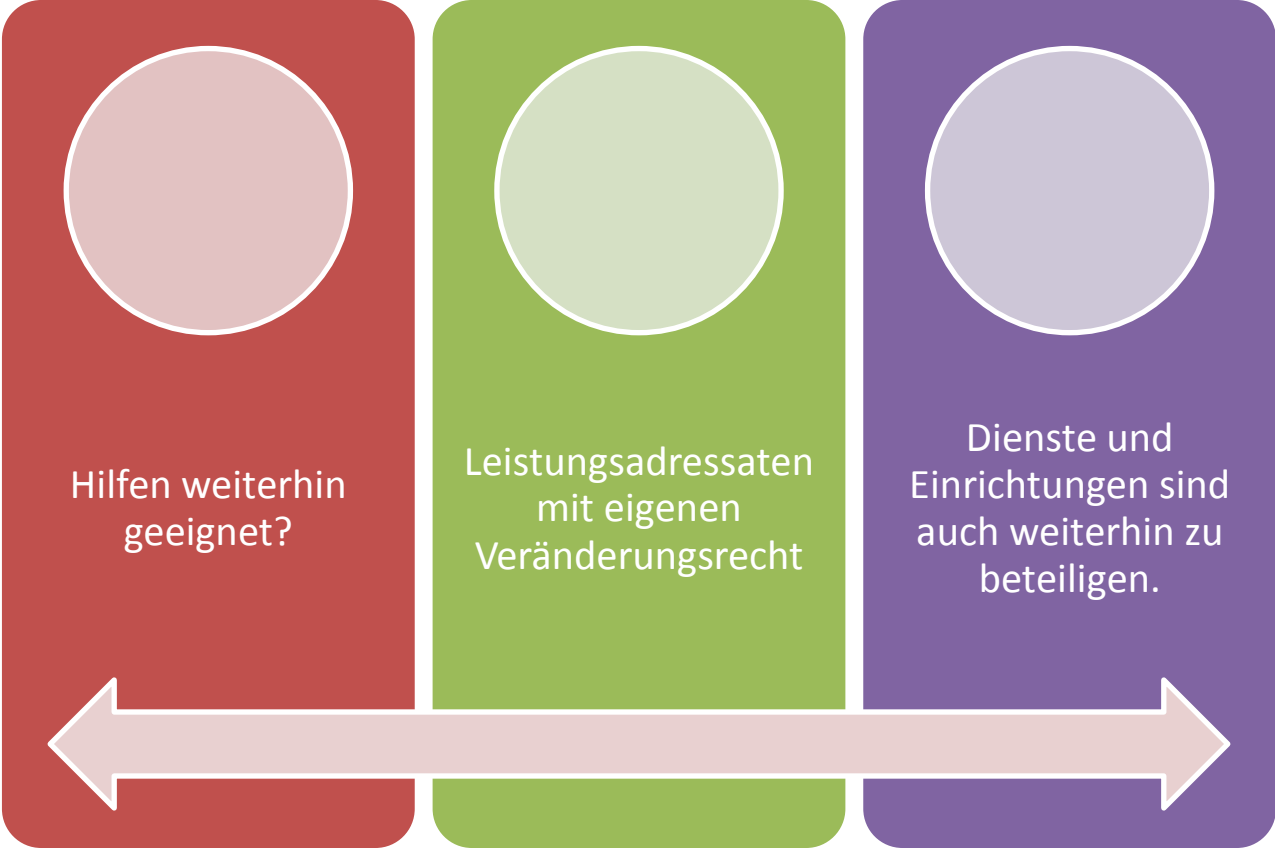 Hilfen weiterhin
geeignet?
Leistungsadressaten
mit eigenen
Veränderungsrecht
Dienste und
Einrichtungen sind
auch weiterhin zu
beteiligen.